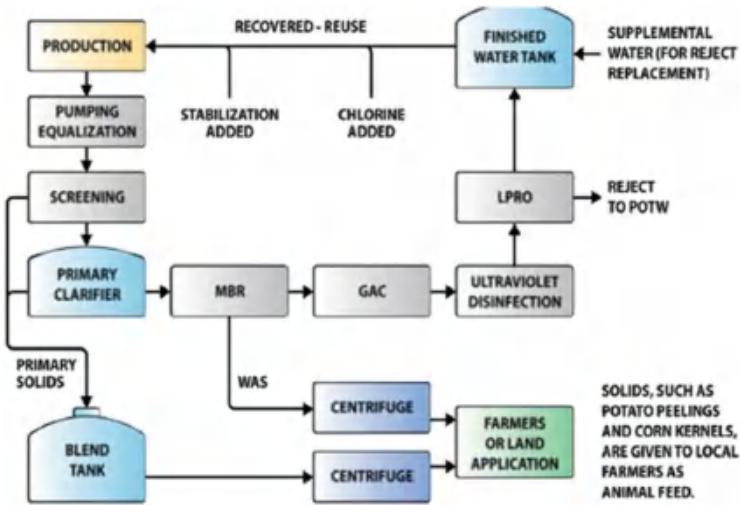 RECOVERED - REUSE
PRODUCTION
FINISHED
WATER TANK
SUPPLEMENTAL
WATER (FOR REJECT
REPLACEMENT)
STABILIZATION
ADDED
CHLORINE
ADDED
PUMPING
EQUALIZATION
SCREENING
LPRO
REJECT
TO POTW
PRIMARY
CLARIFIER
MBR
GAC
ULTRAVIOLET
DISINFECTION
PRIMARY
SOLIDS
WAS
BLEND
TANK
CENTRIFUGE
CENTRIFUGE
FARMERS
OR LAND
APPLICATION
SOLIDS, SUCH AS
POTATO PEELINGS
AND CORN KERNELS,
ARE GIVEN TO LOCAL
FARMERS AS
ANIMAL FEED.